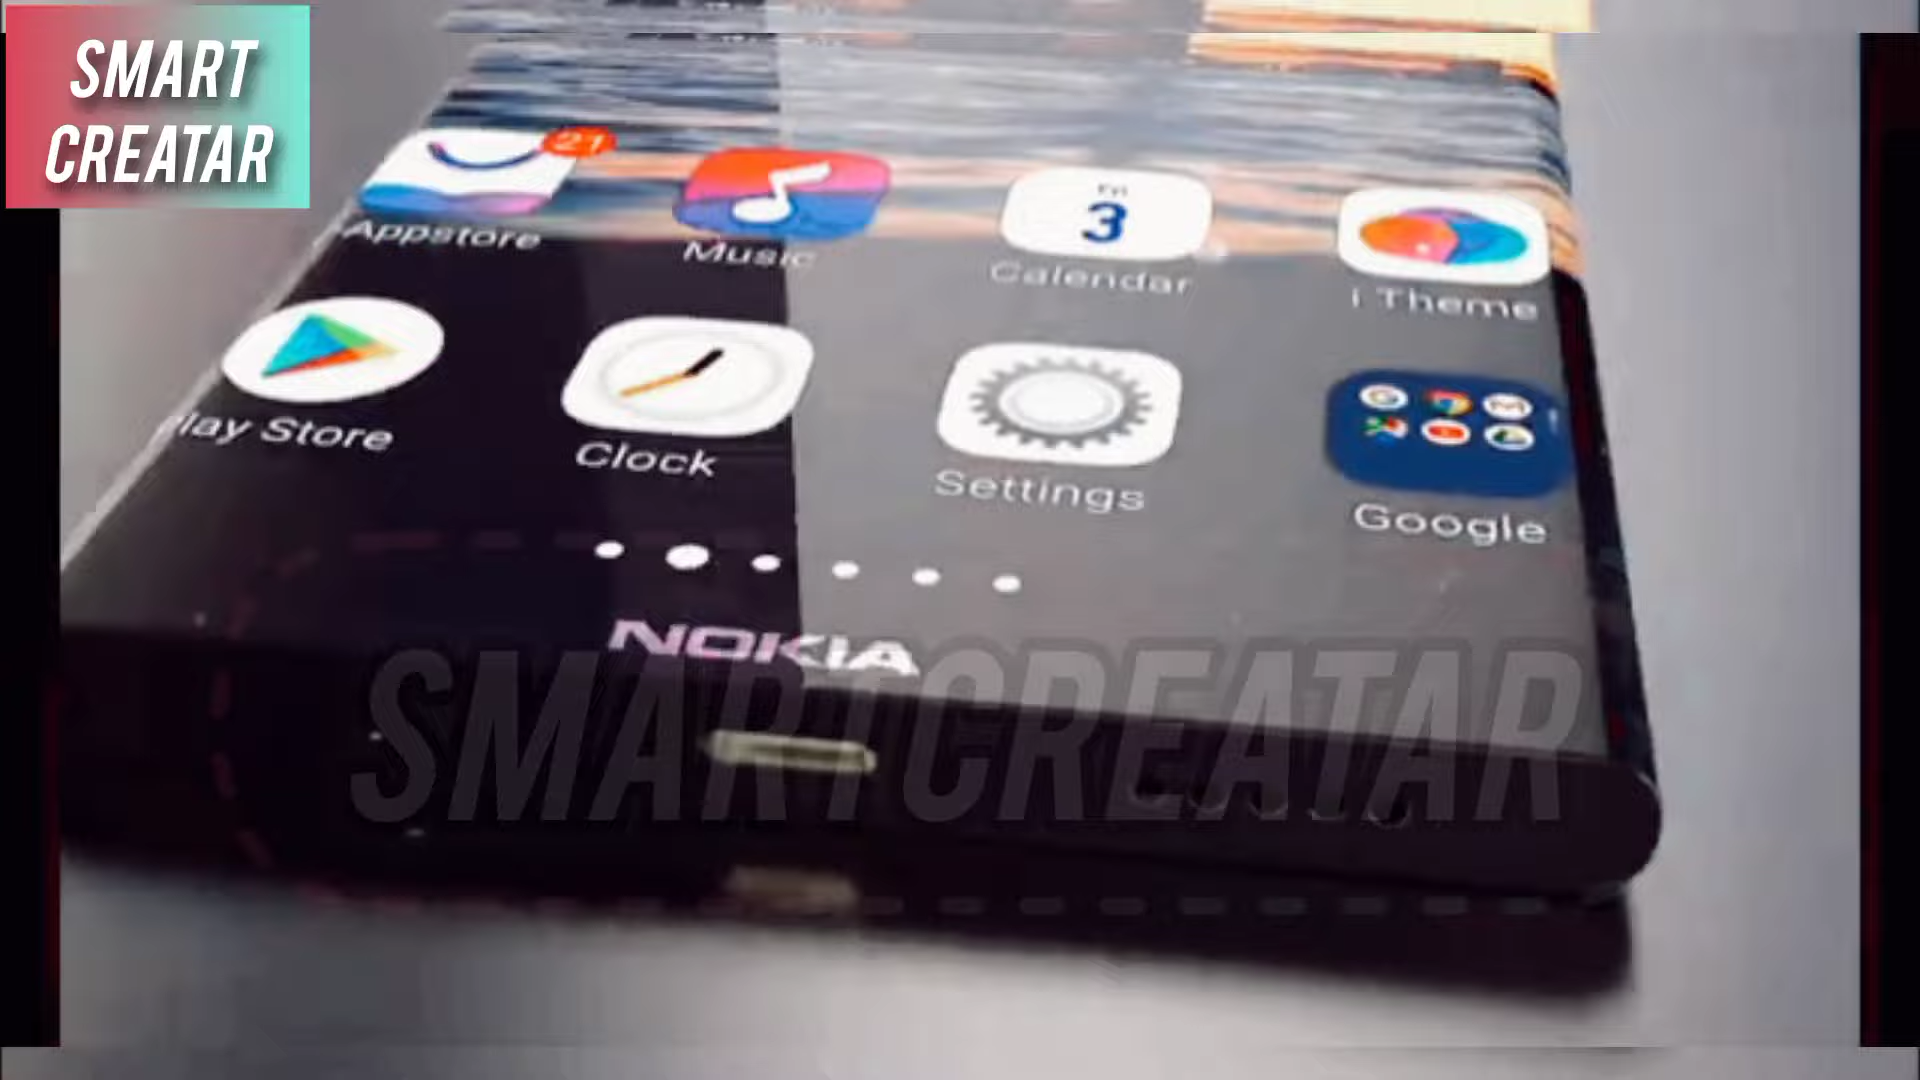 SMART
CREATAR
21
Appstore
Music
Fri
3
Calendar
i Theme
lay Store
Clock
Settings
Google
NOKIA
SMARTCREATAR